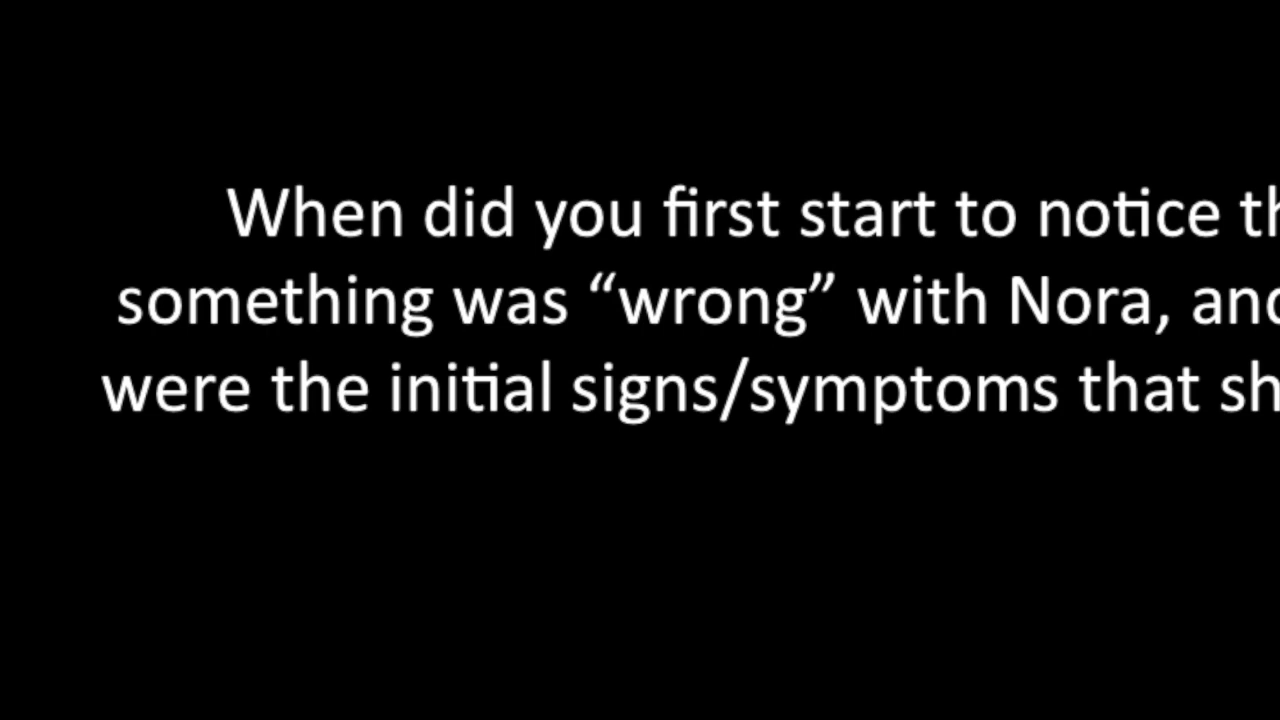 When did you first start to notice th
something was “wrong” with Nora, and
were the initial signs/symptoms that sh